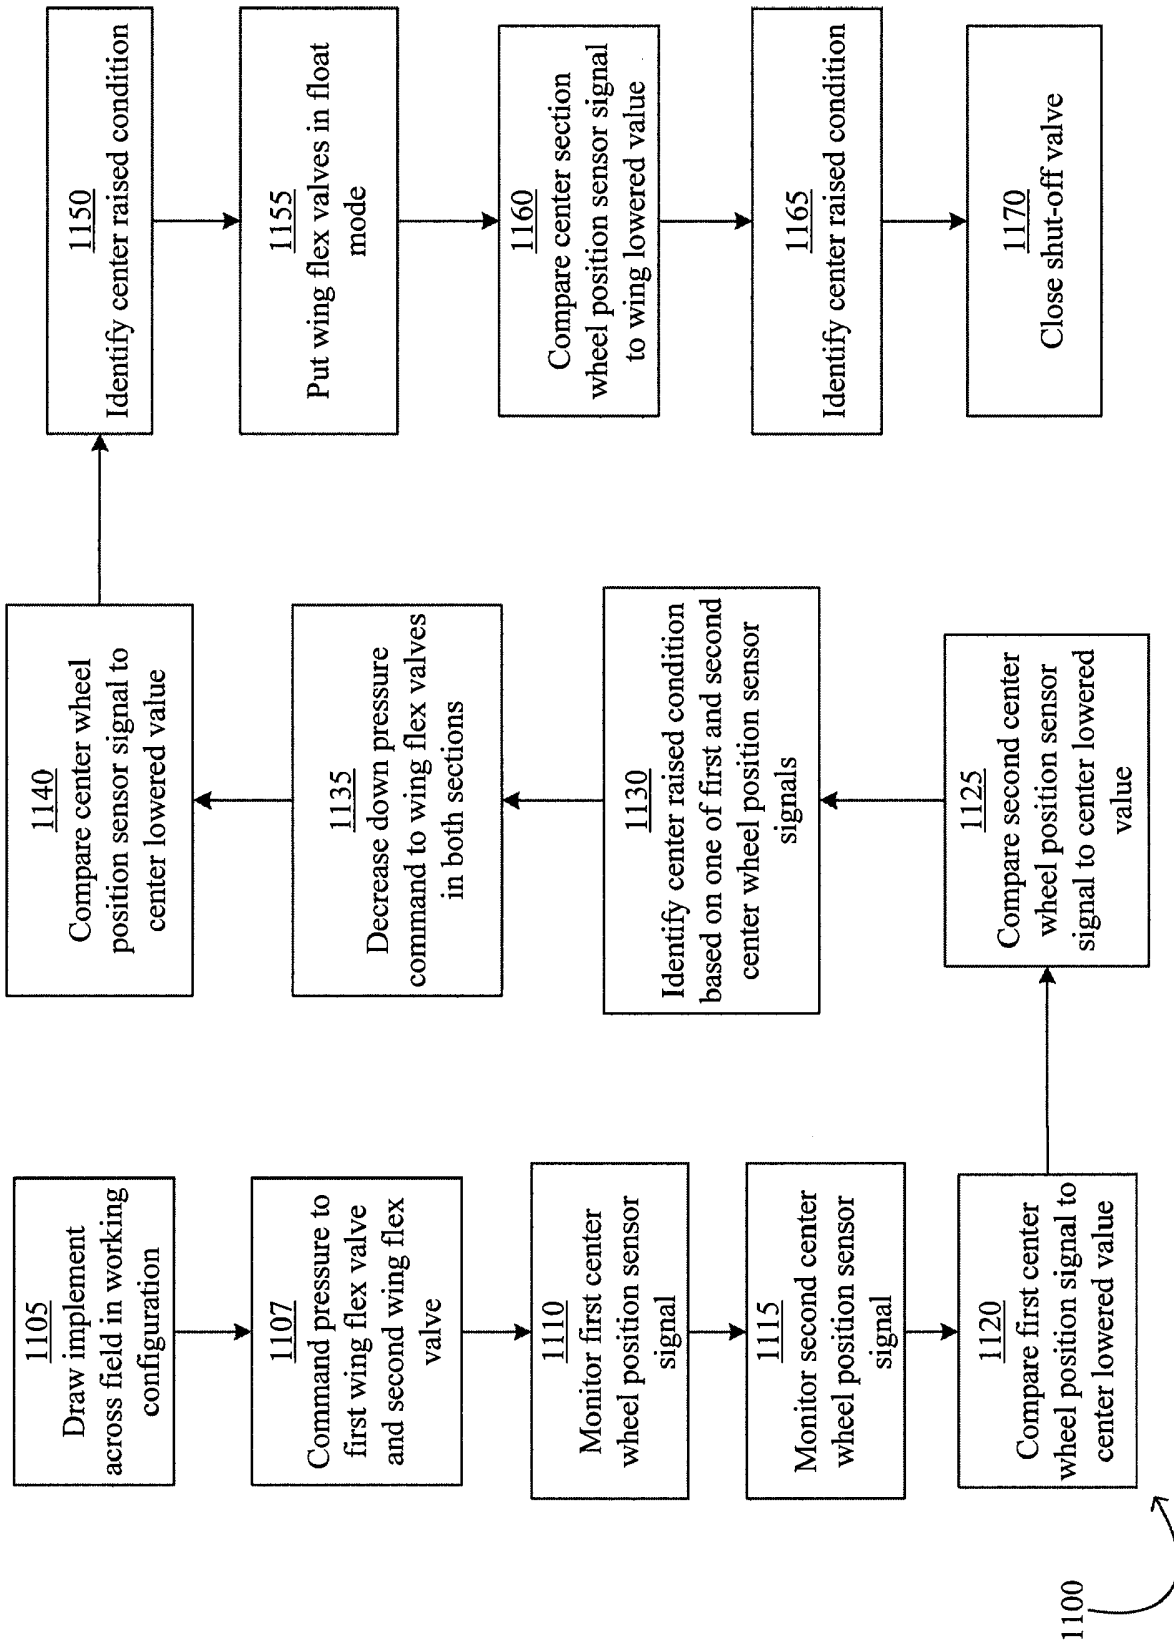 1105
Draw implement
across field in working
configuration
1107
Command pressure to
first wing flex valve
and second wing flex
valve
1110
Monitor first center
wheel position sensor
signal
1115
Monitor second center
wheel position sensor
signal
1120
Compare first center
wheel position signal to
center lowered value
1125
Compare second center
wheel position sensor
signal to center lowered
value
1130
Identify center raised condition
based on one of first and second
center wheel position sensor
signals
1135
Decrease down pressure
command to wing flex valves
in both sections
1140
Compare center wheel
position sensor signal to
center lowered value
1150
Identify center raised condition
1155
Put wing flex valves in float
mode
1160
Compare center section
wheel position sensor signal
to wing lowered value
1165
Identify center raised condition
1170
Close shut-off valve
1100